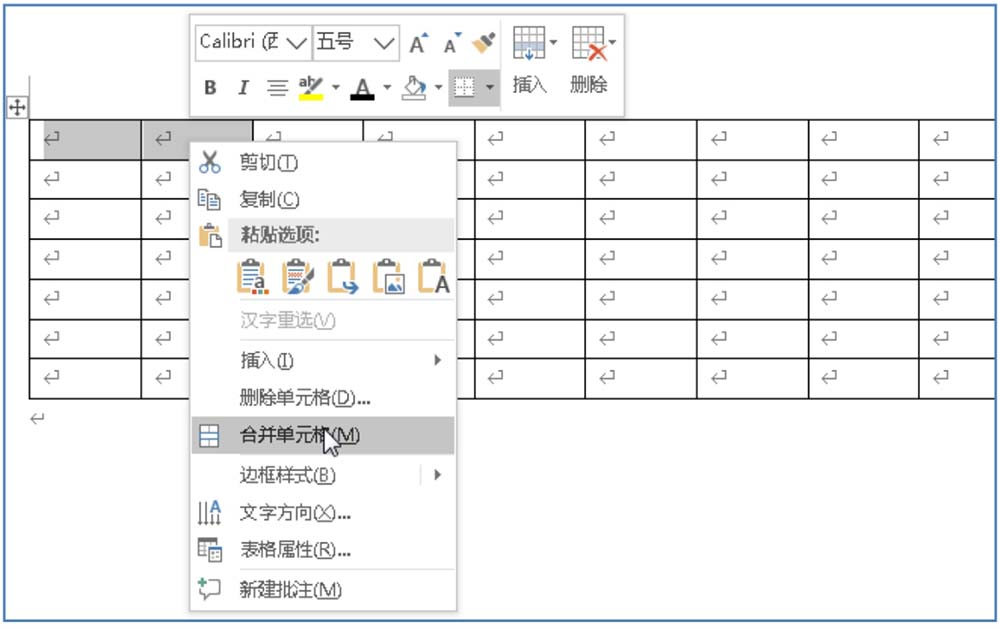 Calibri (西 五号 A A
B I ab A 插入 删除
剪切(T)
复制(C)
粘贴选项:
汉字重选(V)
插入(I)
删除单元格(D)...
合并单元格(M)
边框样式(B)
文字方向(X)...
表格属性(R)...
新建批注(M)